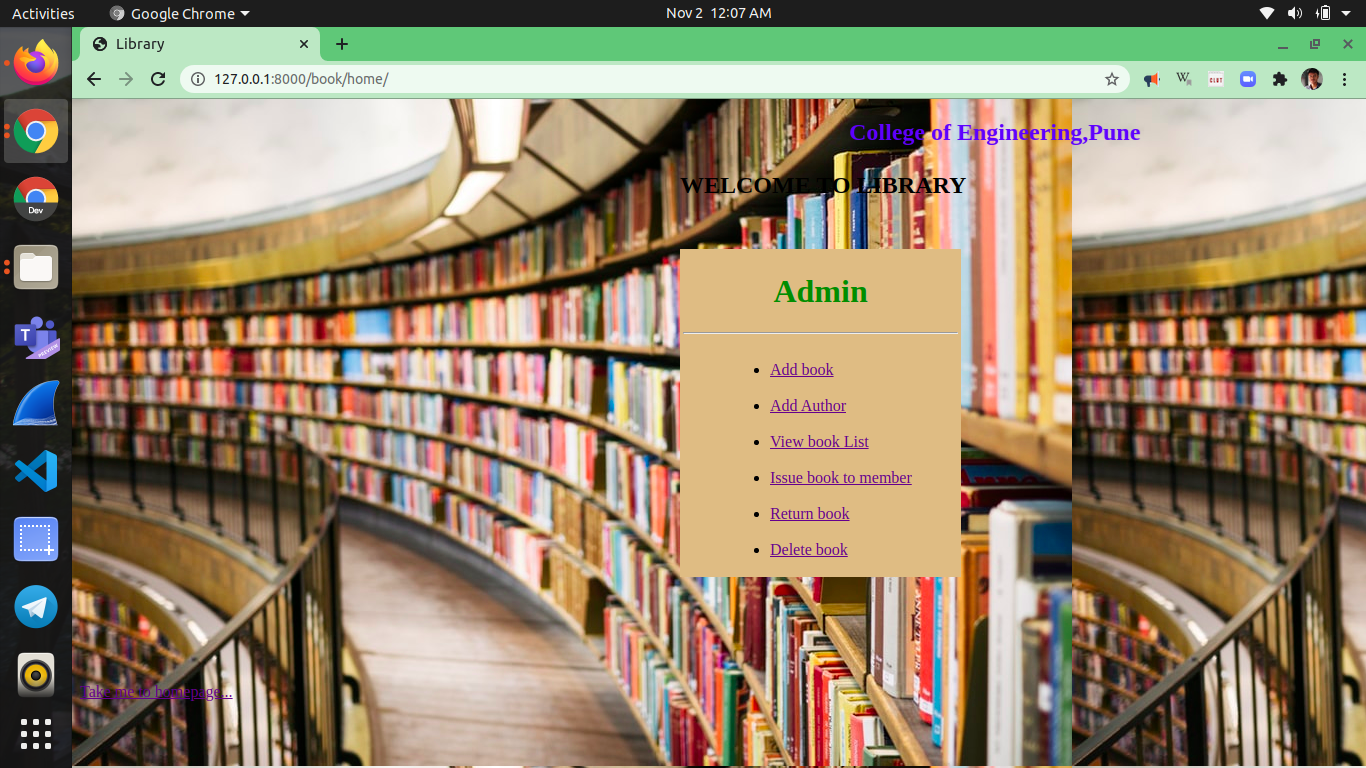 Activities Google Chrome Nov 2 12:07 AM
Library
127.0.0.1:8000/book/home/
College of Engineering,Pune
WELCOME TO LIBRARY
Admin
Add book
Add Author
View book List
Issue book to member
Return book
Delete book
Take me to homepage...
Dev
T
PREVIEW
W